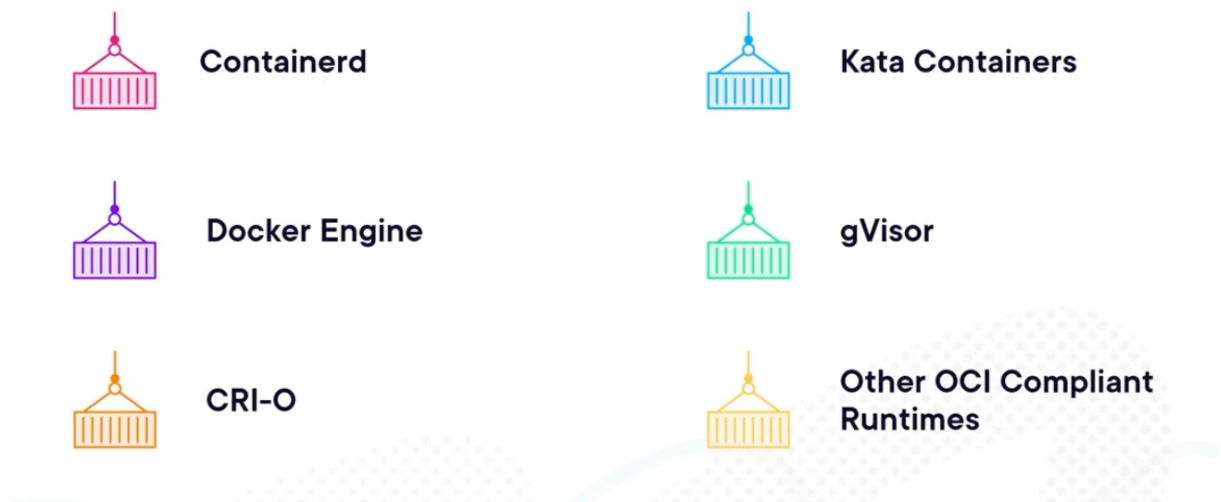 Containerd
Kata Containers
Docker Engine
gVisor
CRI-O
Other OCI Compliant
Runtimes